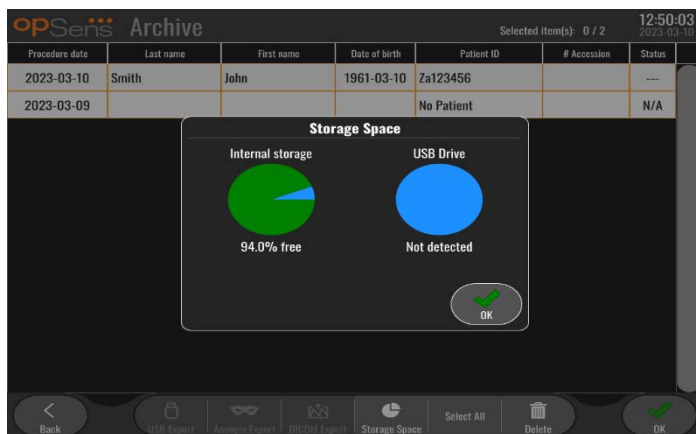 opSens Archive
Selected item(s): 0 / 2
12:50:03
2023-03-10
Procedure date Last name First name Date of birth Patient ID # Accession Status
2023-03-10 Smith John 1961-03-10 Za123456 ---
2023-03-09 No Patient N/A
Storage Space
Internal storage USB Drive
94.0% free Not detected
OK
Back USB Export Anonym Export DICOM Export Storage Space Select All Delete OK